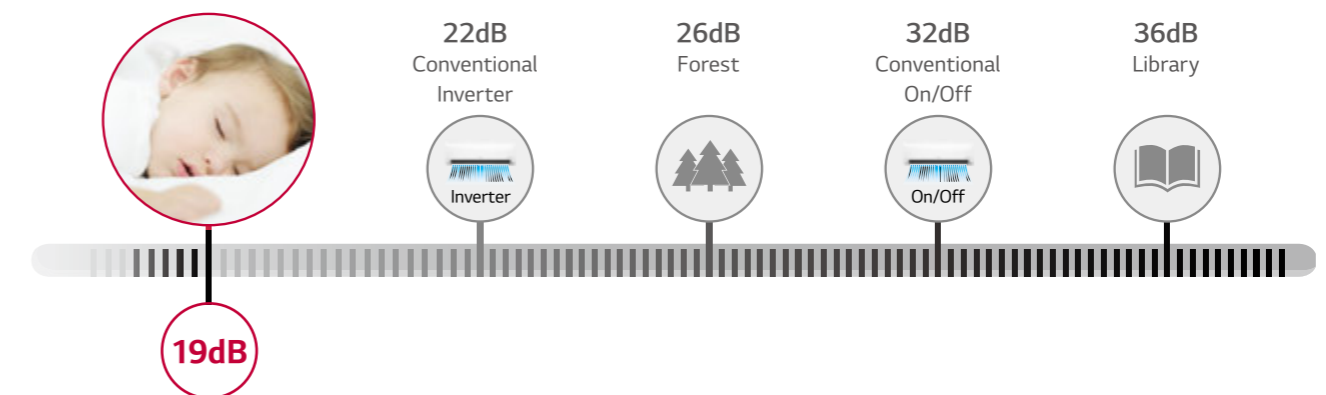 22dB
Conventional
Inverter
Inverter
26dB
Forest
32dB
Conventional
On/Off
On/Off
36dB
Library
19dB